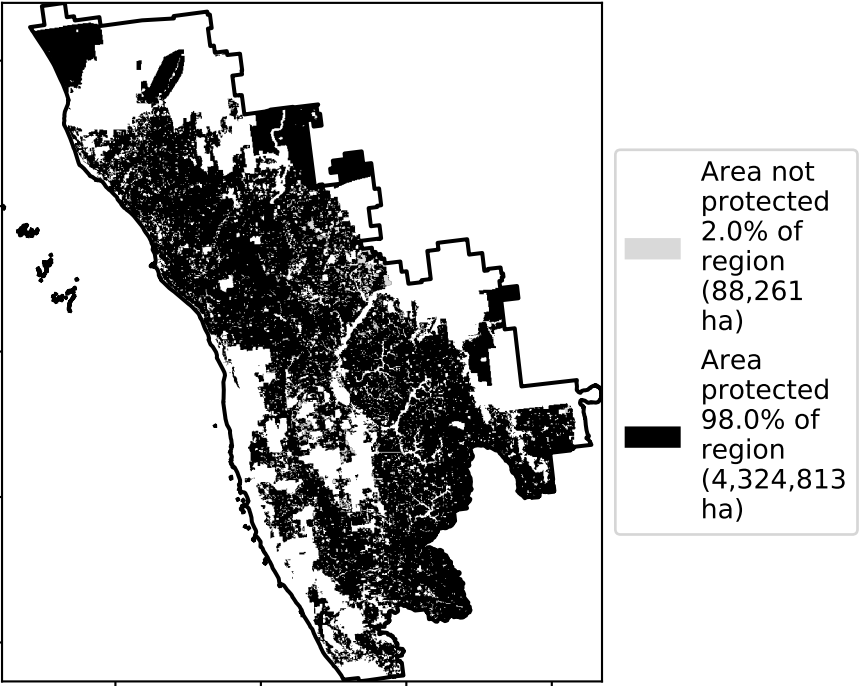 Area not
protected
2.0% of
region
(88,261
ha)
Area
protected
98.0% of
region
(4,324,813
ha)